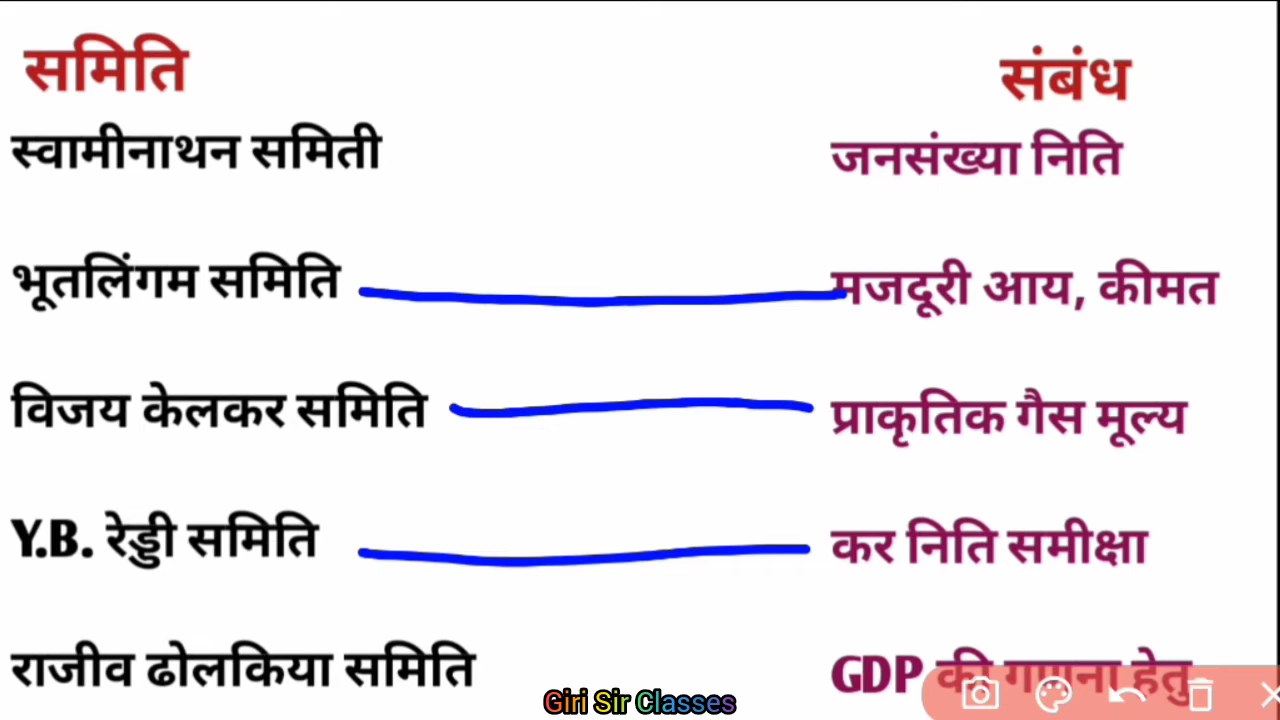 समिति संबंध
स्वामीनाथन समिती जनसंख्या निति
भूतलिंगम समिति मजदूरी आय, कीमत
विजय केलकर समिति प्राकृतिक गैस मूल्य
Y.B. रेड्डी समिति कर निति समीक्षा
राजीव ढोलकिया समिति GDP की गणना हेतु
Giri Sir Classes